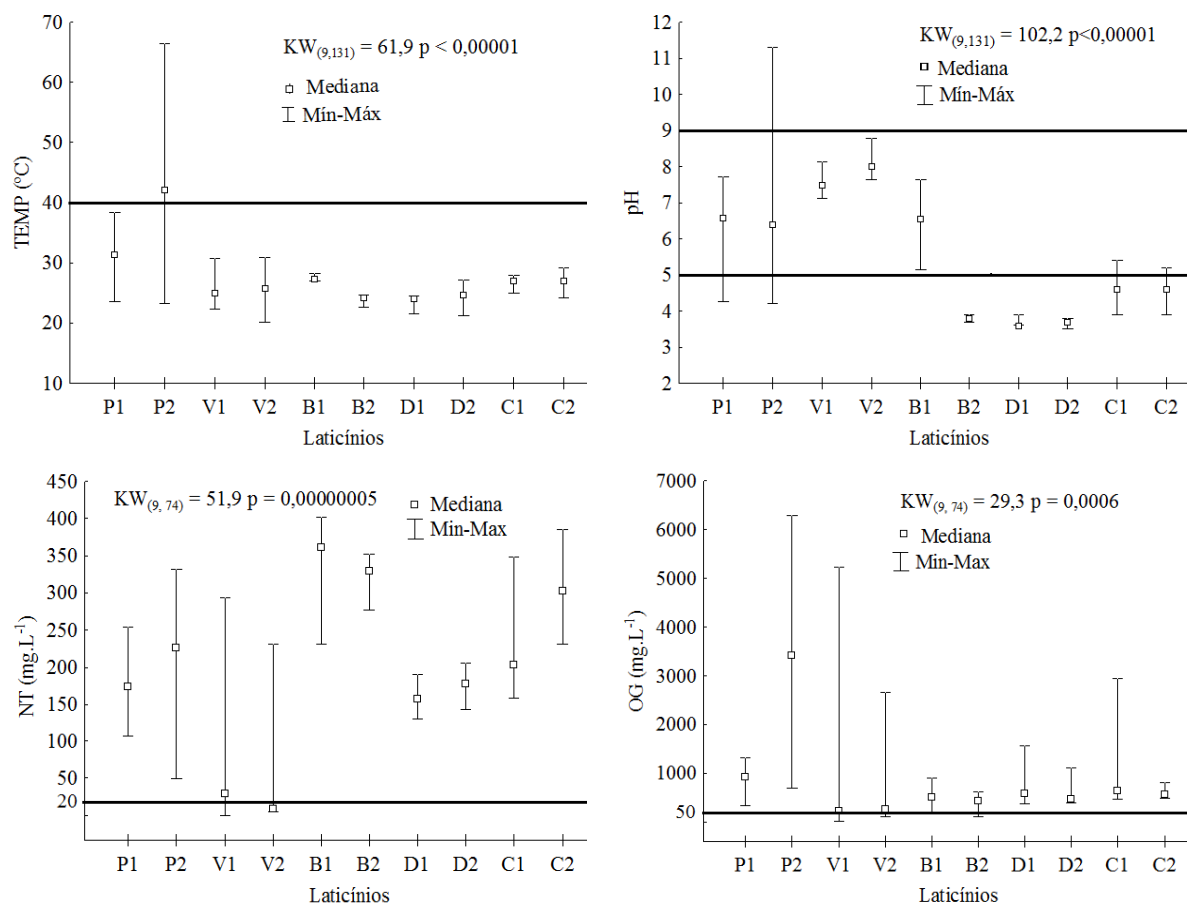 KW(9,131) = 61,9 p < 0,00001
Mediana
Mín-Máx
TEMP (ºC)
70
60
50
40
30
20
10
P1 P2 V1 V2 B1 B2 D1 D2 C1 C2
Laticínios
KW(9,131) = 102,2 p<0,00001
Mediana
Mín-Máx
pH
12
11
10
9
8
7
6
5
4
3
2
P1 P2 V1 V2 B1 B2 D1 D2 C1 C2
Laticínios
KW(9, 74) = 51,9 p = 0,00000005
Mediana
Min-Max
NT (mg.L-1)
450
400
350
300
250
200
150
100
50
20
P1 P2 V1 V2 B1 B2 D1 D2 C1 C2
Laticínios
KW(9, 74) = 29,3 p = 0,0006
Mediana
Min-Max
OG (mg.L-1)
7000
6000
5000
4000
3000
2000
1000
50
P1 P2 V1 V2 B1 B2 D1 D2 C1 C2
Laticínios